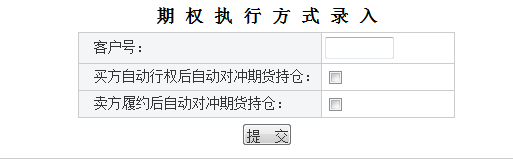 期 权 执 行 方 式 录 入
客户号：
买方自动行权后自动对冲期货持仓：
卖方履约后自动对冲期货持仓：
提 交